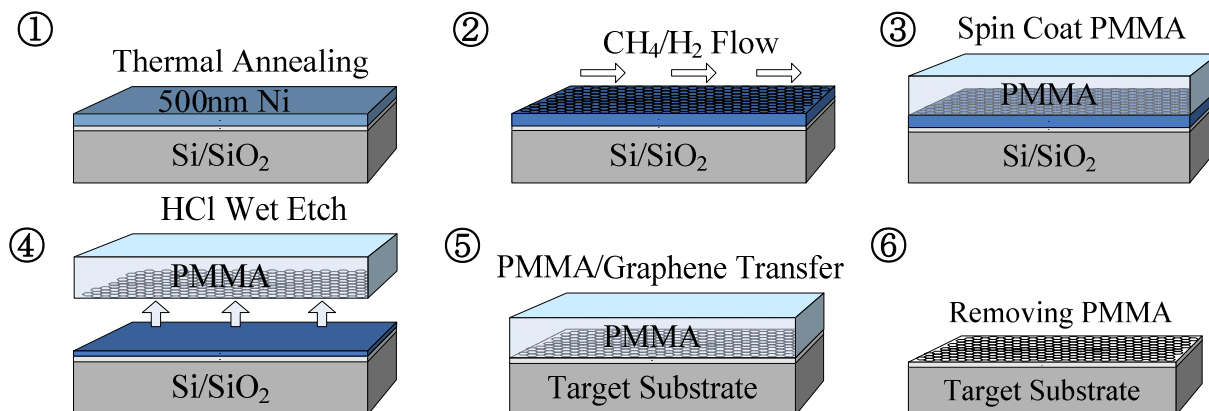 ①
Thermal Annealing
500nm Ni
Si/SiO₂
②
CH₄/H₂ Flow
Si/SiO₂
③
Spin Coat PMMA
PMMA
Si/SiO₂
④
HCl Wet Etch
PMMA
Si/SiO₂
⑤
PMMA/Graphene Transfer
PMMA
Target Substrate
⑥
Removing PMMA
Target Substrate